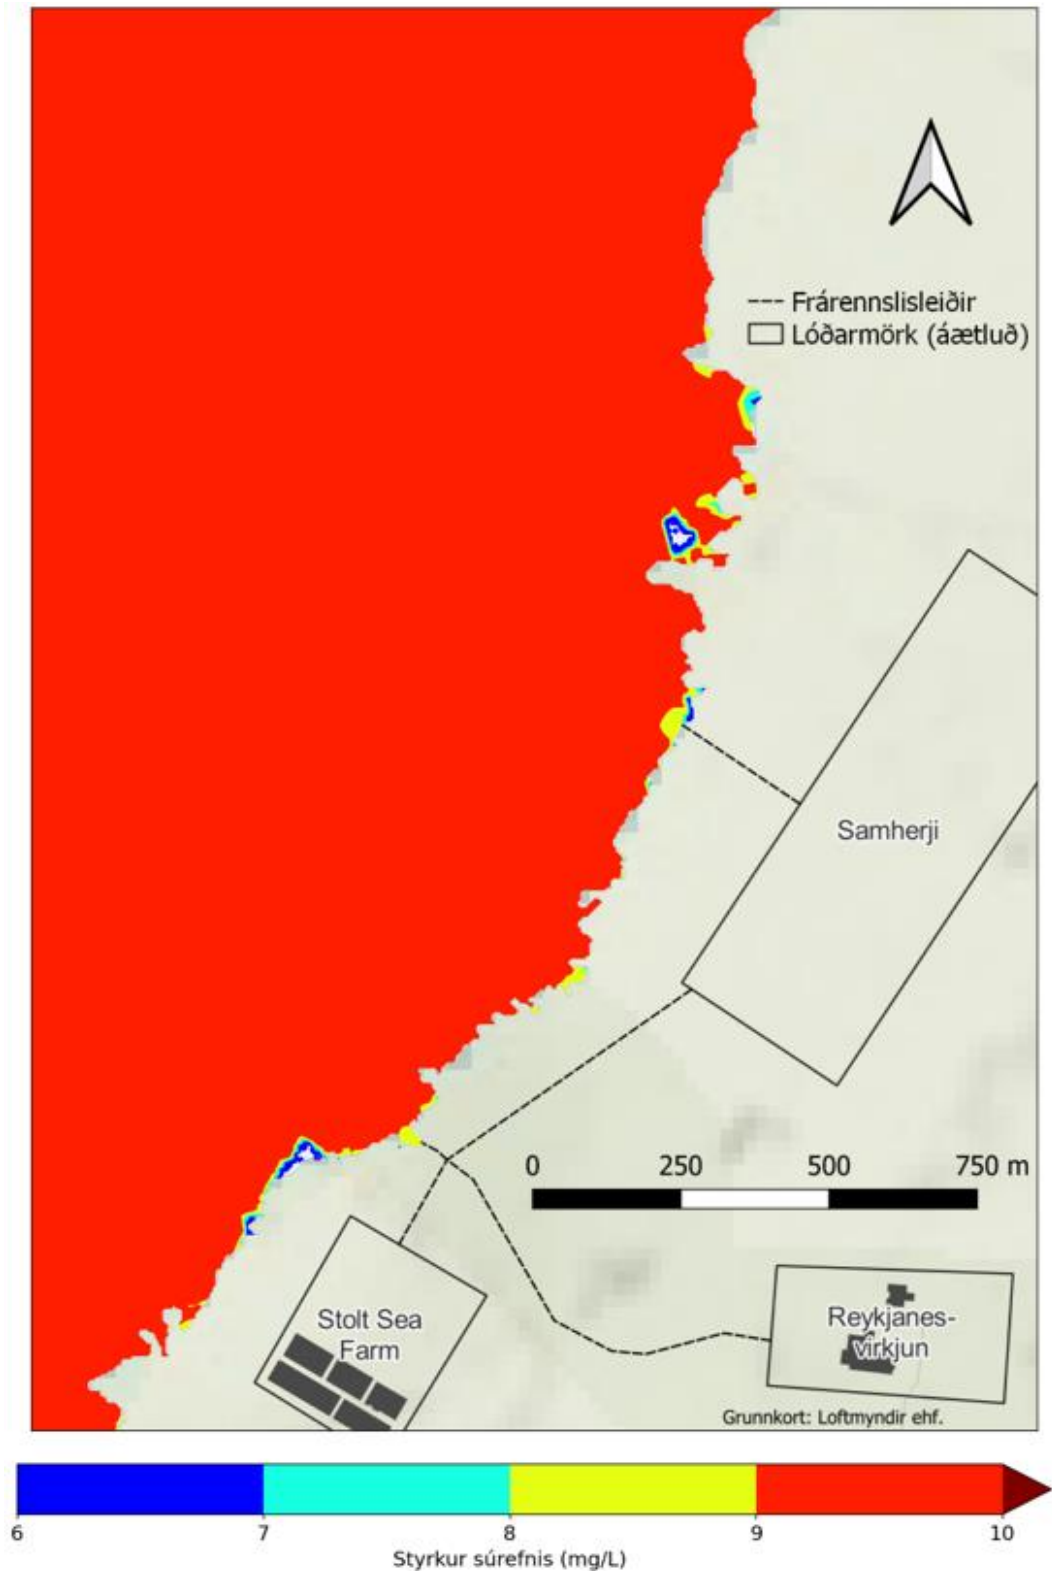 Frárennslisleiðir
Lóðarmörk (áætluð)
Samherji
0 250 500 750 m
Stolt Sea
Farm
Reykjanes-
virkjun
Grunnkort: Loftmyndir ehf.
6 7 8 9 10
Styrkur súrefnis (mg/L)